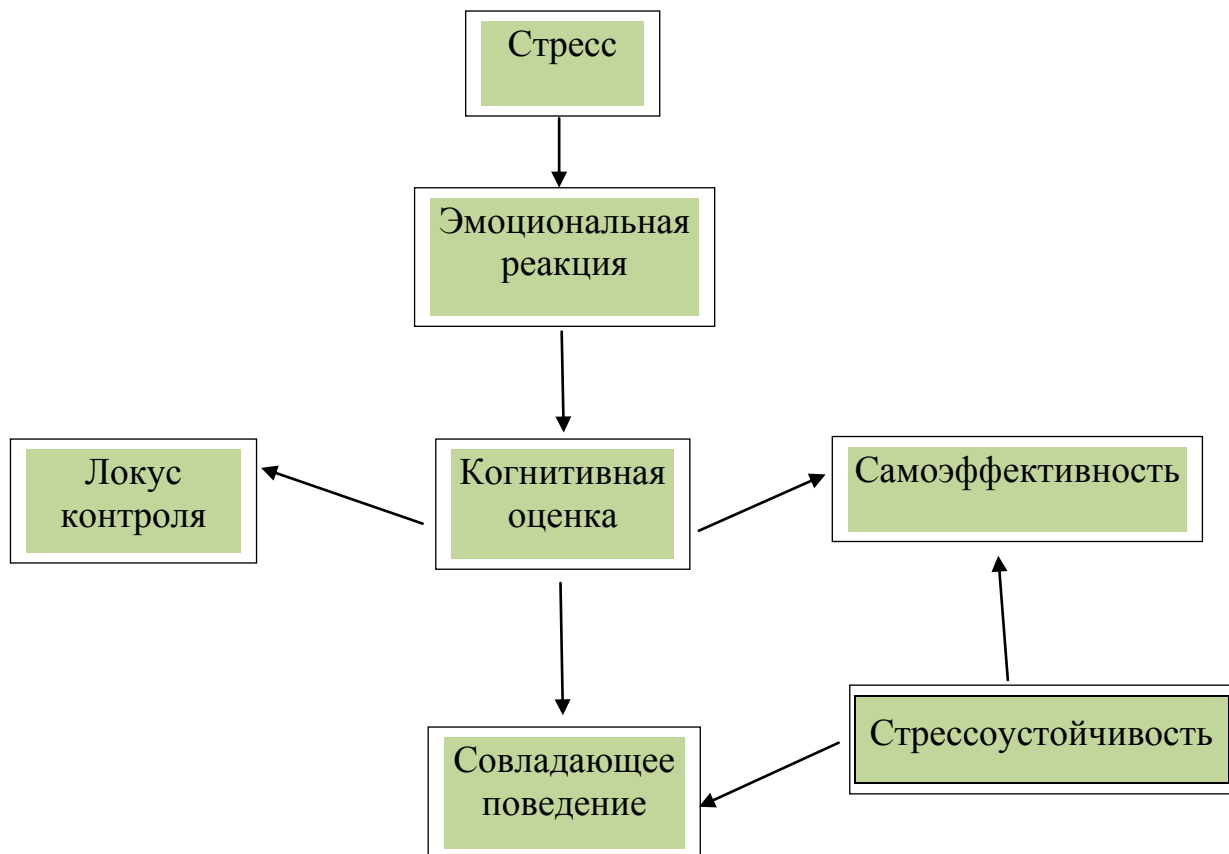 Стресс
Эмоциональная
реакция
Локус
контроля
Когнитивная
оценка
Самоэффективность
Совладающее
поведение
Стрессоустойчивость